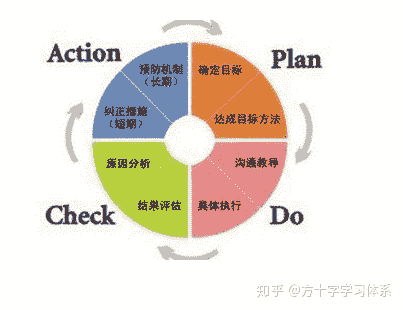 Action
Plan
预防机制
(长期)
确定目标
纠正措施
(短期)
达成目标方法
原因分析
沟通教导
结果评估
具体执行
Check
Do
知乎 @方十字学习体系